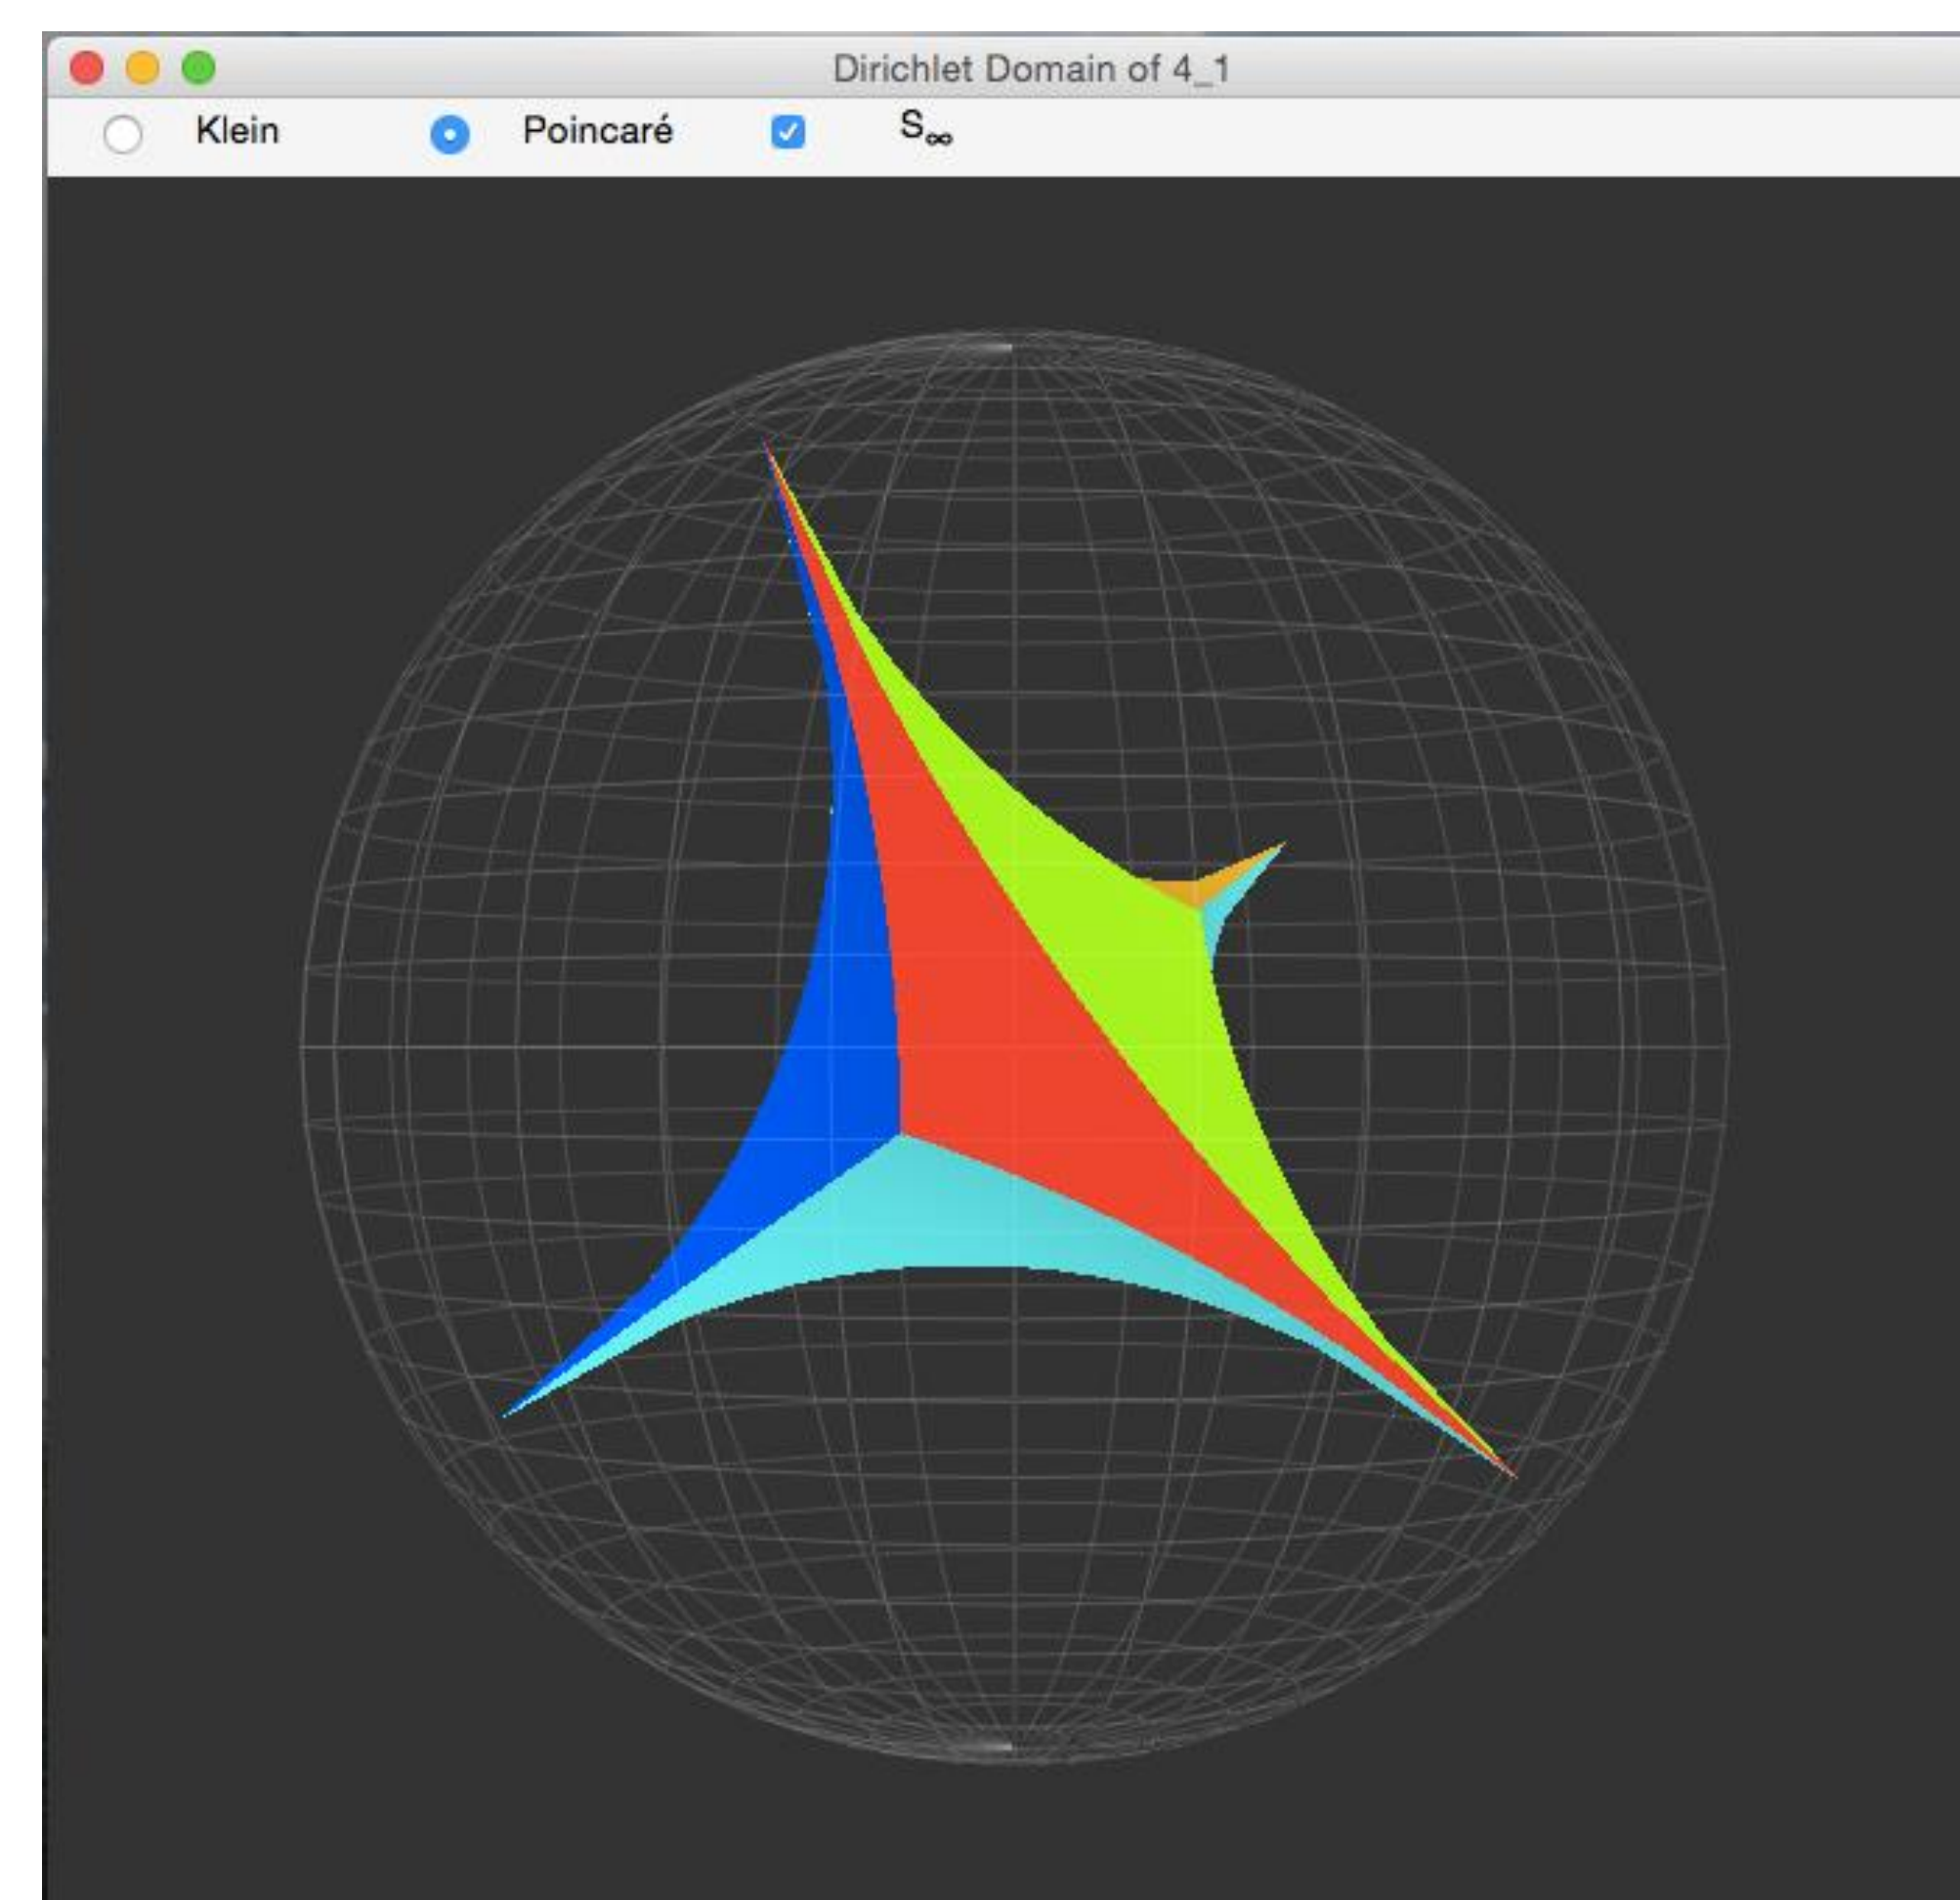 Dirichlet Domain of 4_1
Klein Poincaré S∞